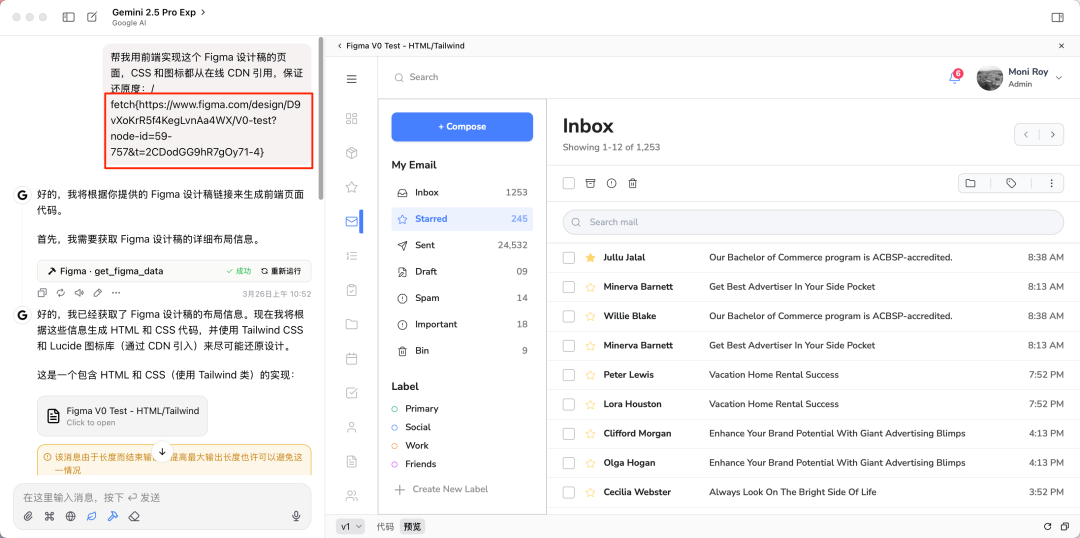 Gemini 2.5 Pro Exp
Google AI
帮我用前端实现这个 Figma 设计稿的页
面，CSS 和图标都从在线 CDN 引用，保证
还原度：/
fetch{https://www.figma.com/design/D9
vXoKrR5f4KegLvnAa4WX/V0-test?
node-id=59-
757&t=2CDodGG9hR7gOy71-4}
G 好的，我将根据你提供的 Figma 设计稿链接来生成前端页面
代码。
首先，我需要获取 Figma 设计稿的详细布局信息。
Figma · get_figma_data 成功 重新运行
3月26日上午 10:52
G 好的，我已经获取了 Figma 设计稿的布局信息。现在我将根
据这些信息生成 HTML 和 CSS 代码，并使用 Tailwind CSS
和 Lucide 图标库（通过 CDN 引入）来尽可能还原设计。
这是一个包含 HTML 和 CSS（使用 Tailwind 类）的实现：
Figma V0 Test - HTML/Tailwind
Click to open
该消息由于长度而结束输 提高最大输出长度也许可以避免这
一情况
在这里输入消息，按下 ⏎ 发送
Figma V0 Test - HTML/Tailwind
Search
6
Moni Roy
Admin
+ Compose
My Email
Inbox 1253
Starred 245
Sent 24,532
Draft 09
Spam 14
Important 18
Bin 9
Label
Primary
Social
Work
Friends
Create New Label
Inbox
Showing 1-12 of 1,253
Search mail
Jullu Jalal Our Bachelor of Commerce program is ACBSP-accredited. 8:38 AM
Minerva Barnett Get Best Advertiser In Your Side Pocket 8:13 AM
Willie Blake Our Bachelor of Commerce program is ACBSP-accredited. 8:38 AM
Minerva Barnett Get Best Advertiser In Your Side Pocket 8:13 AM
Peter Lewis Vacation Home Rental Success 7:52 PM
Lora Houston Vacation Home Rental Success 7:52 PM
Clifford Morgan Enhance Your Brand Potential With Giant Advertising Blimps 4:13 PM
Olga Hogan Enhance Your Brand Potential With Giant Advertising Blimps 4:13 PM
Cecilia Webster Always Look On The Bright Side Of Life 3:52 PM
v1 代码 预览